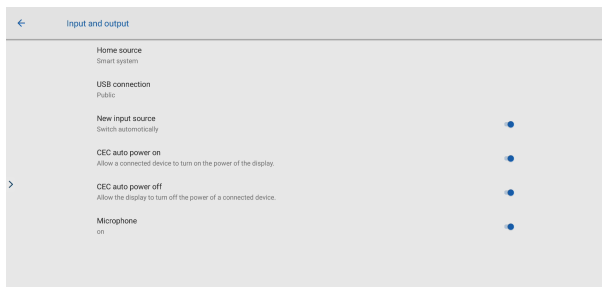 Input and output
Home source
Smart system
USB connection
Public
New input source
Switch automatically
CEC auto power on
Allow a connected device to turn on the power of the display.
CEC auto power off
Allow the display to turn off the power of a connected device.
Microphone
on